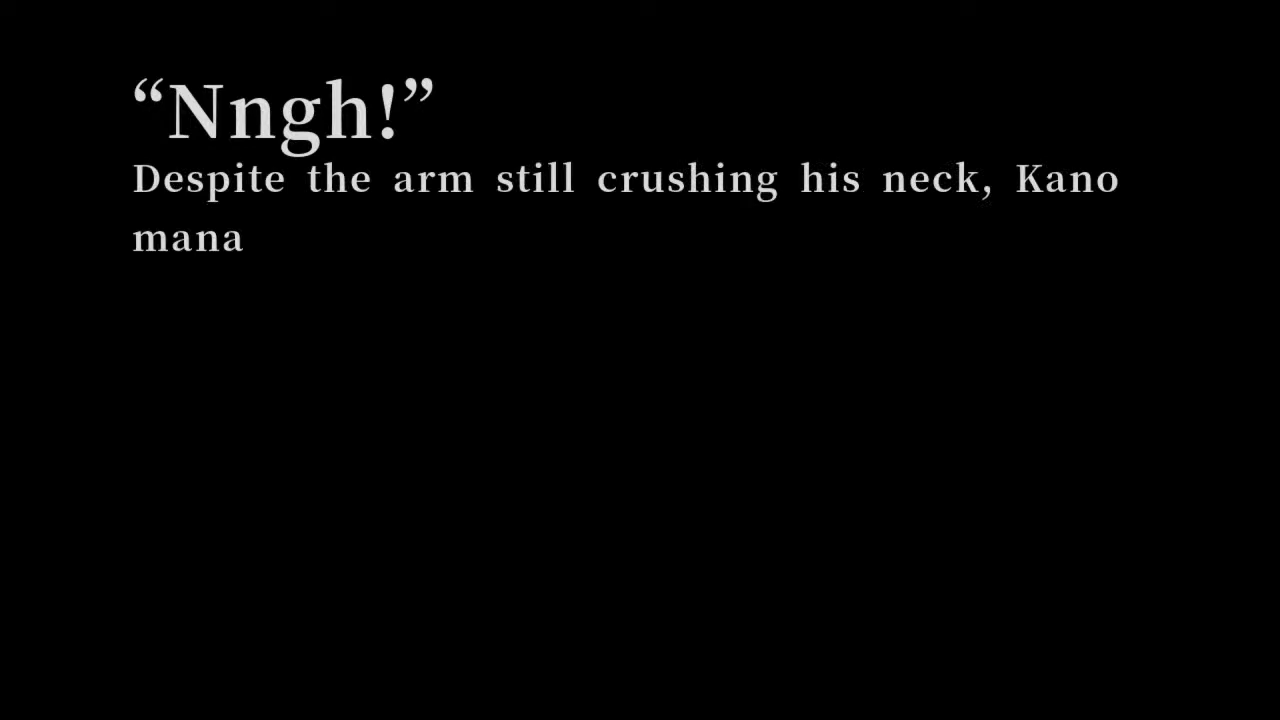 “Nngh!”
Despite the arm still crushing his neck, Kano
mana